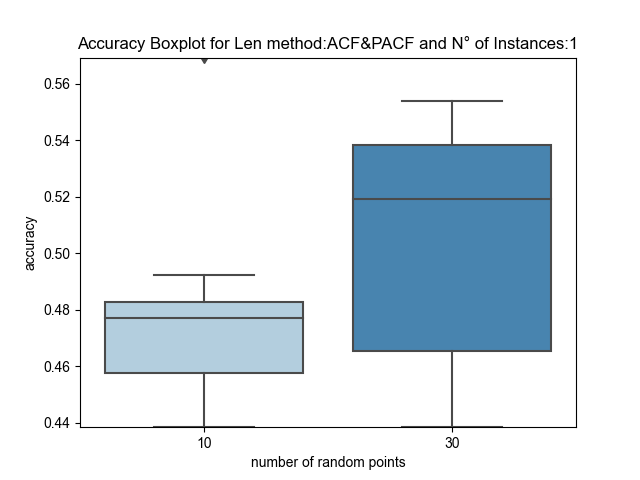 Accuracy Boxplot for Len method:ACF&PACF and N° of Instances:1
0.56
0.54
0.52
0.50
0.48
0.46
0.44
accuracy
10 30
number of random points